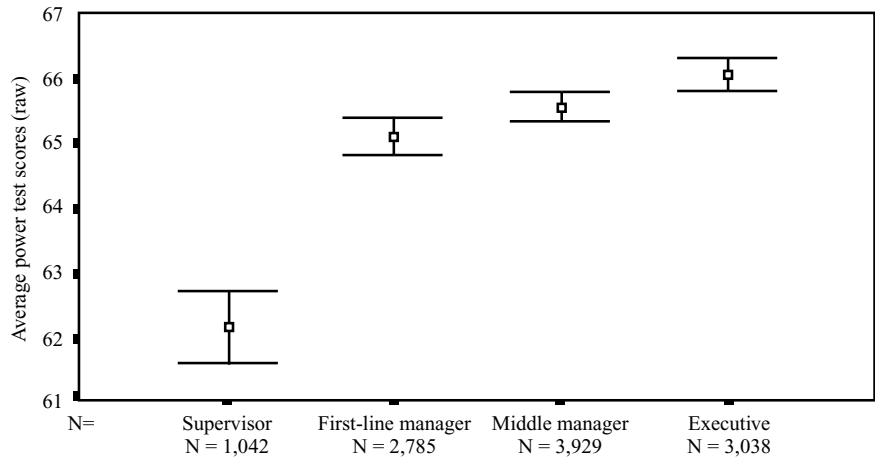 Average power test scores (raw)
67
66
65
64
63
62
61
N=
Supervisor
N = 1,042
First-line manager
N = 2,785
Middle manager
N = 3,929
Executive
N = 3,038